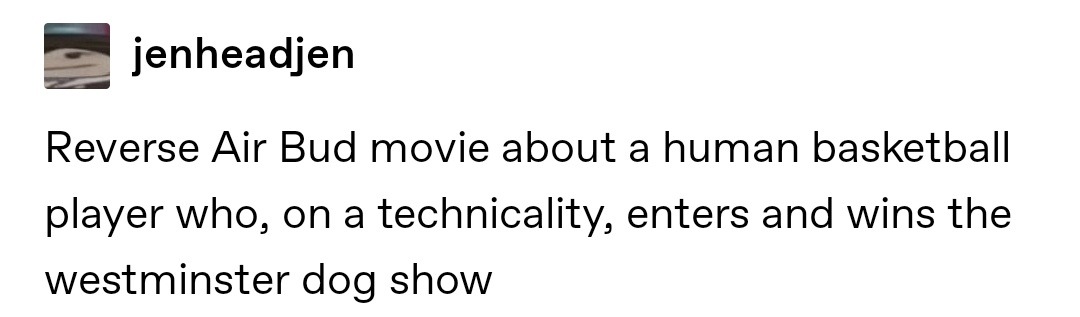 jenheadjen
Reverse Air Bud movie about a human basketball
player who, on a technicality, enters and wins the
westminster dog show